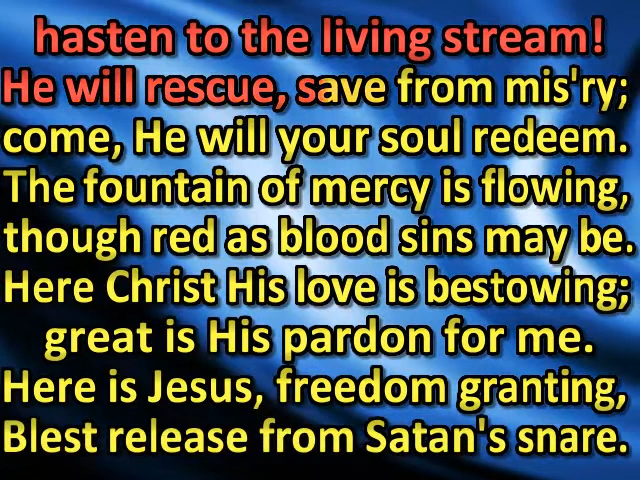 hasten to the living stream!
He will rescue, save from mis'ry;
come, He will your soul redeem.
The fountain of mercy is flowing,
though red as blood sins may be.
Here Christ His love is bestowing;
great is His pardon for me.
Here is Jesus, freedom granting,
Blest release from Satan's snare.